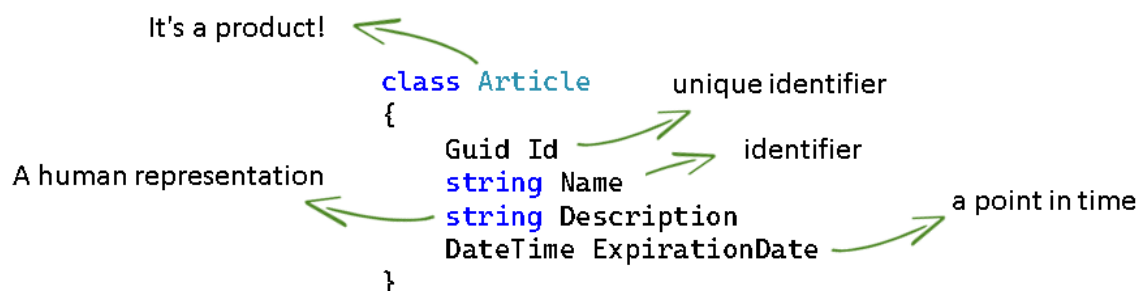 It's a product!
class Article
unique identifier
{
Guid Id
identifier
string Name
A human representation
string Description
a point in time
DateTime ExpirationDate
}